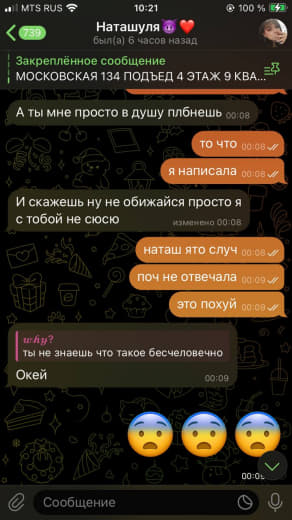 MTS RUS
10:21
100 %
739
Наташуля😈❤️
был(а) 6 часов назад
Закреплённое сообщение
МОСКОВСКАЯ 134 ПОДЪЕД 4 ЭТАЖ 9 КВА...
А ты мне просто в душу плбнешь 00:08
то что 00:08
я написала 00:08
И скажешь ну не обижайся просто я
с тобой не сюсю
изменено 00:08
наташ ято случ 00:08
поч не отвечала 00:09
это похуй 00:09
𝔀𝓱𝔂?
ты не знаешь что такое бесчеловечно
Окей
00:09
😨😨😨
00:09
Сообщение